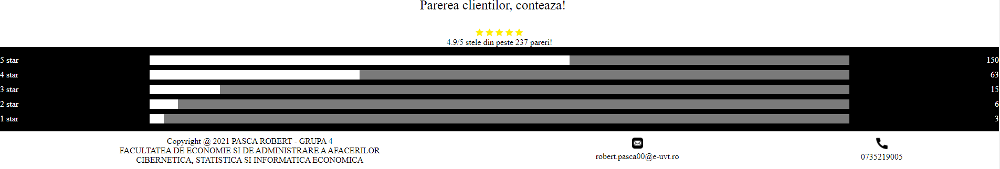 Parerea clientilor, conteaza!
4.9/5 stele din peste 237 pareri!
5 star 150
4 star 63
3 star 15
2 star 6
1 star 3
Copyright @ 2021 PASCA ROBERT - GRUPA 4
FACULTATEA DE ECONOMIE SI DE ADMINISTRARE A AFACERILOR
CIBERNETICA, STATISTICA SI INFORMATICA ECONOMICA
robert.pasca00@e-uvt.ro
0735219005